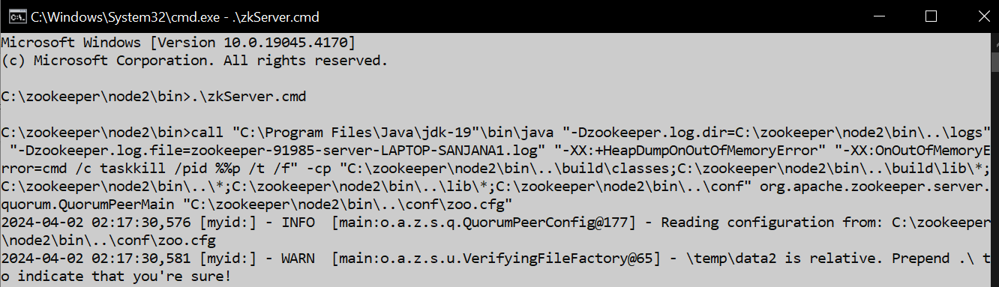 C:\Windows\System32\cmd.exe - .\zkServer.cmd
Microsoft Windows [Version 10.0.19045.4170]
(c) Microsoft Corporation. All rights reserved.
C:\zookeeper\node2\bin>.\zkServer.cmd
C:\zookeeper\node2\bin>call "C:\Program Files\Java\jdk-19"\bin\java "-Dzookeeper.log.dir=C:\zookeeper\node2\bin\..\logs"
 "-Dzookeeper.log.file=zookeeper-91985-server-LAPTOP-SANJANA1.log" "-XX:+HeapDumpOnOutOfMemoryError" "-XX:OnOutOfMemoryE
rror=cmd /c taskkill /pid %%p /t /f" -cp "C:\zookeeper\node2\bin\..\build\classes;C:\zookeeper\node2\bin\..\build\lib\*;
C:\zookeeper\node2\bin\..\*;C:\zookeeper\node2\bin\..\lib\*;C:\zookeeper\node2\bin\..\conf" org.apache.zookeeper.server.
quorum.QuorumPeerMain "C:\zookeeper\node2\bin\..\conf\zoo.cfg"
2024-04-02 02:17:30,576 [myid:] - INFO  [main:o.a.z.s.q.QuorumPeerConfig@177] - Reading configuration from: C:\zookeeper
\node2\bin\..\conf\zoo.cfg
2024-04-02 02:17:30,581 [myid:] - WARN  [main:o.a.z.s.u.VerifyingFileFactory@65] - \temp\data2 is relative. Prepend .\ t
o indicate that you're sure!